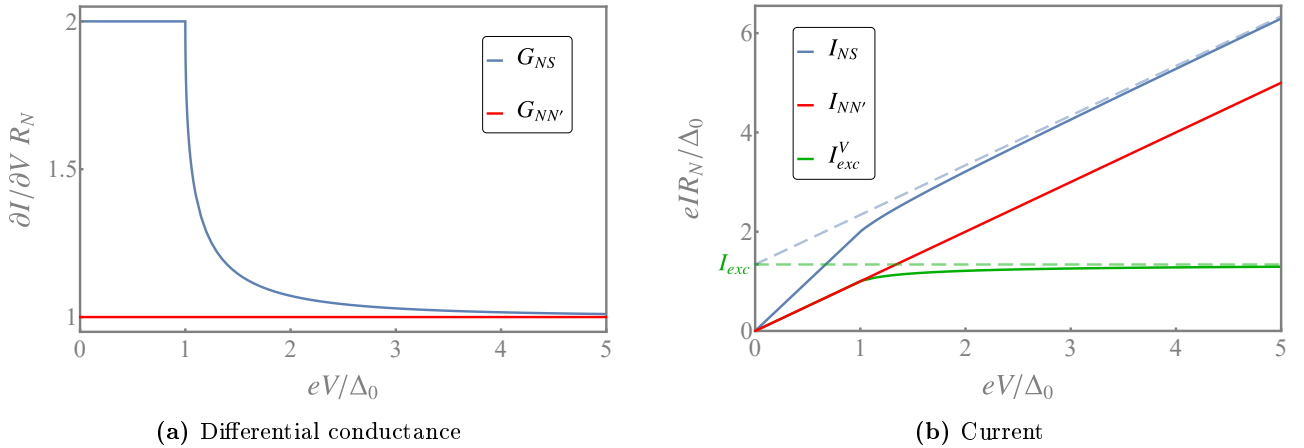 2
1.5
1
∂I/∂V R_N
G_NS
G_NN'
0 1 2 3 4 5
eV/Δ_0
(a) Differential conductance
6
4
2
0
eIR_N/Δ_0
I_exc
I_NS
I_NN'
I^V_exc
0 1 2 3 4 5
eV/Δ_0
(b) Current